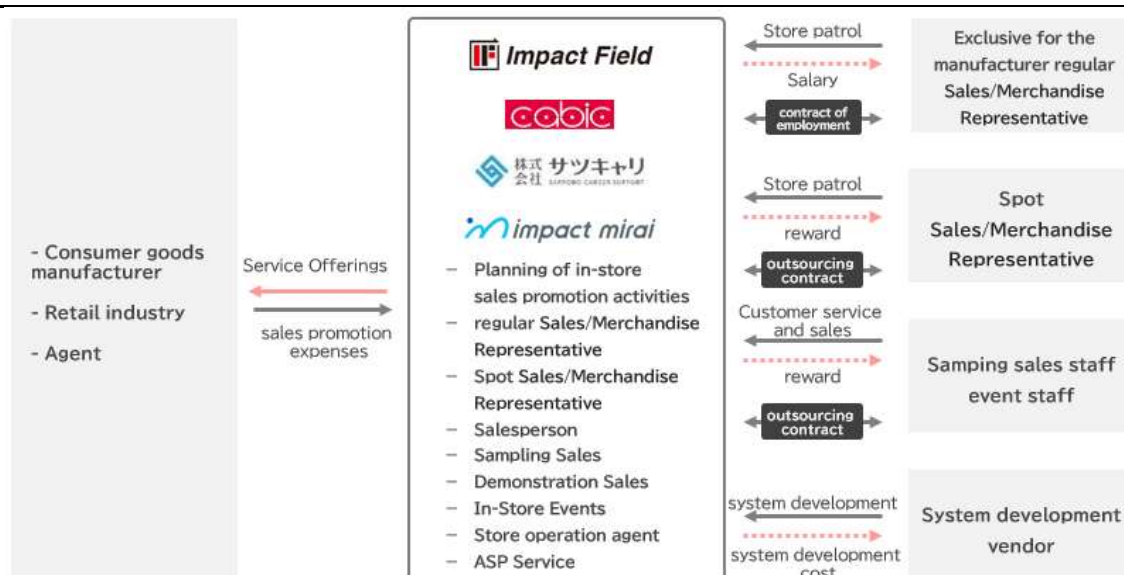 - Consumer goods
manufacturer
- Retail industry
- Agent
Service Offerings
sales promotion
expenses
IF Impact Field
cabic
株式
会社 サツキャリ
SAPPORO CAREER SUPPORT
impact mirai
– Planning of in-store
sales promotion activities
– regular Sales/Merchandise
Representative
– Spot Sales/Merchandise
Representative
– Salesperson
– Sampling Sales
– Demonstration Sales
– In-Store Events
– Store operation agent
– ASP Service
Store patrol
Salary
contract of
employment
Exclusive for the
manufacturer regular
Sales/Merchandise
Representative
Store patrol
reward
outsourcing
contract
Spot
Sales/Merchandise
Representative
Customer service
and sales
reward
outsourcing
contract
Samping sales staff
event staff
system development
system development
cost
System development
vendor